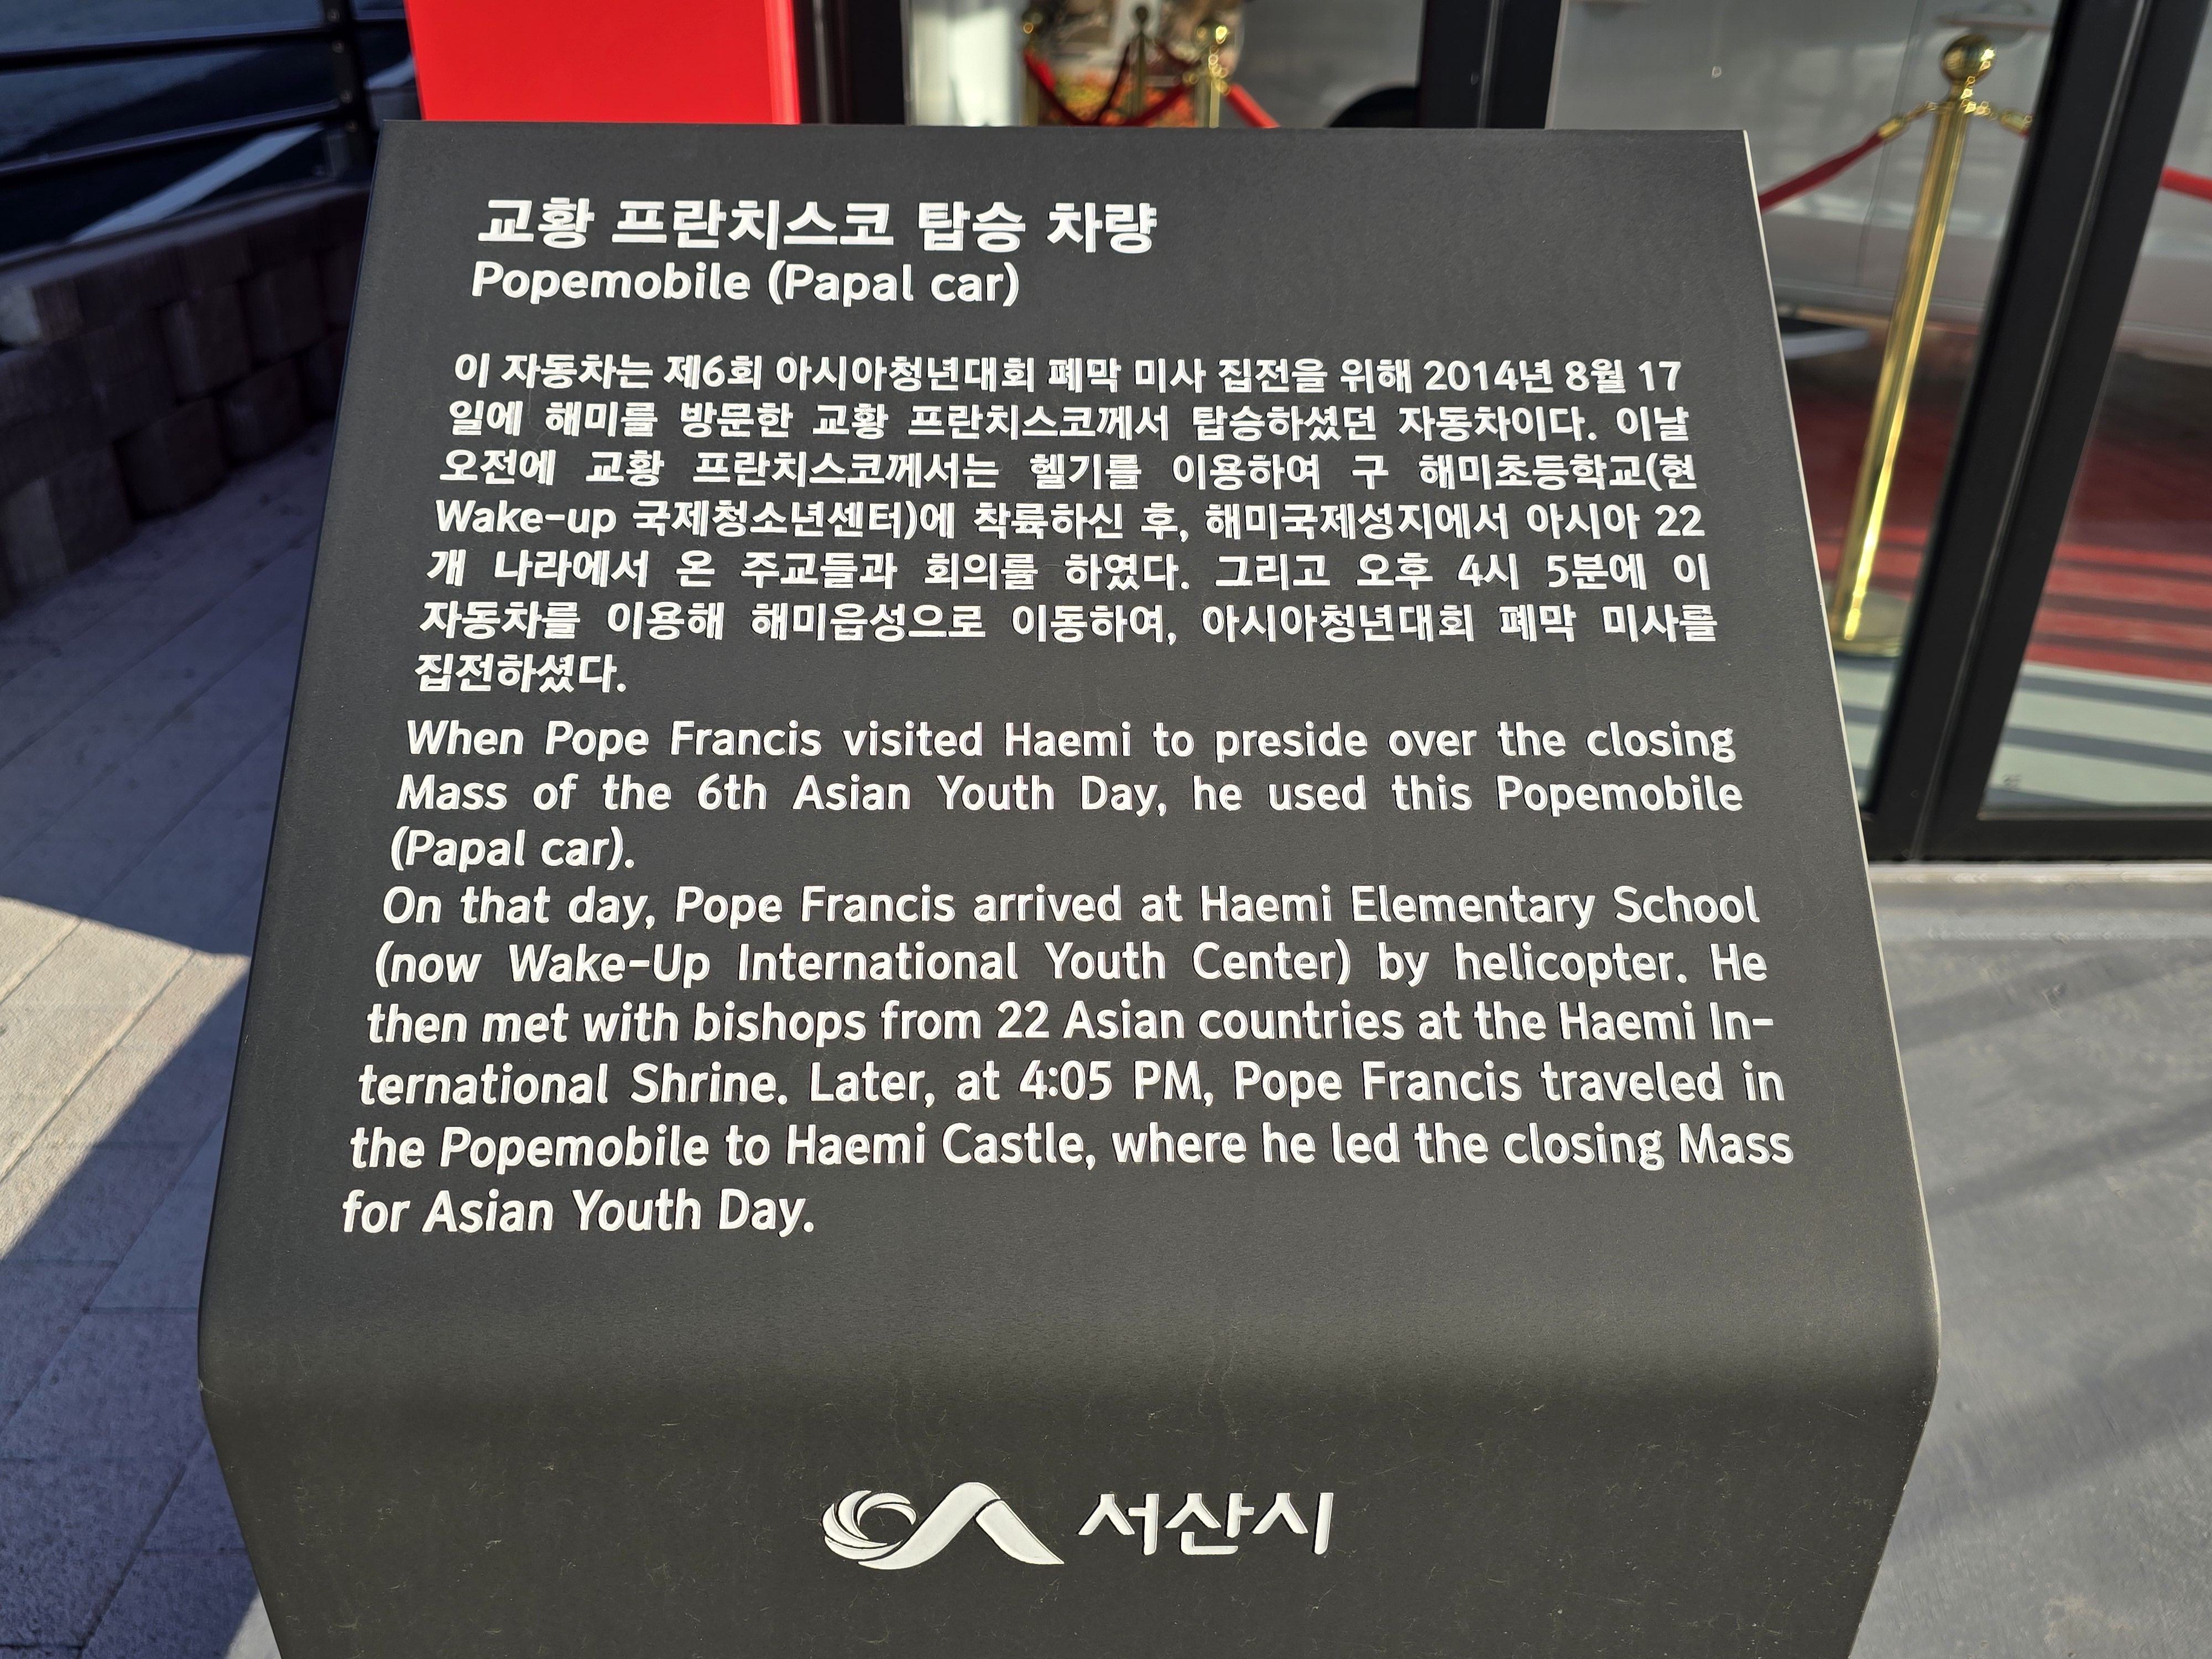 교황 프란치스코 탑승 차량
Popemobile (Papal car)
이 자동차는 제6회 아시아청년대회 폐막 미사 집전을 위해 2014년 8월 17
일에 해미를 방문한 교황 프란치스코께서 탑승하셨던 자동차이다. 이날
오전에 교황 프란치스코께서는 헬기를 이용하여 구 해미초등학교(현
Wake-up 국제청소년센터)에 착륙하신 후, 해미국제성지에서 아시아 22
개 나라에서 온 주교들과 회의를 하였다. 그리고 오후 4시 5분에 이
자동차를 이용해 해미읍성으로 이동하여, 아시아청년대회 폐막 미사를
집전하셨다.
When Pope Francis visited Haemi to preside over the closing
Mass of the 6th Asian Youth Day, he used this Popemobile
(Papal car).
On that day, Pope Francis arrived at Haemi Elementary School
(now Wake-Up International Youth Center) by helicopter. He
then met with bishops from 22 Asian countries at the Haemi In-
ternational Shrine. Later, at 4:05 PM, Pope Francis traveled in
the Popemobile to Haemi Castle, where he led the closing Mass
for Asian Youth Day.
서산시